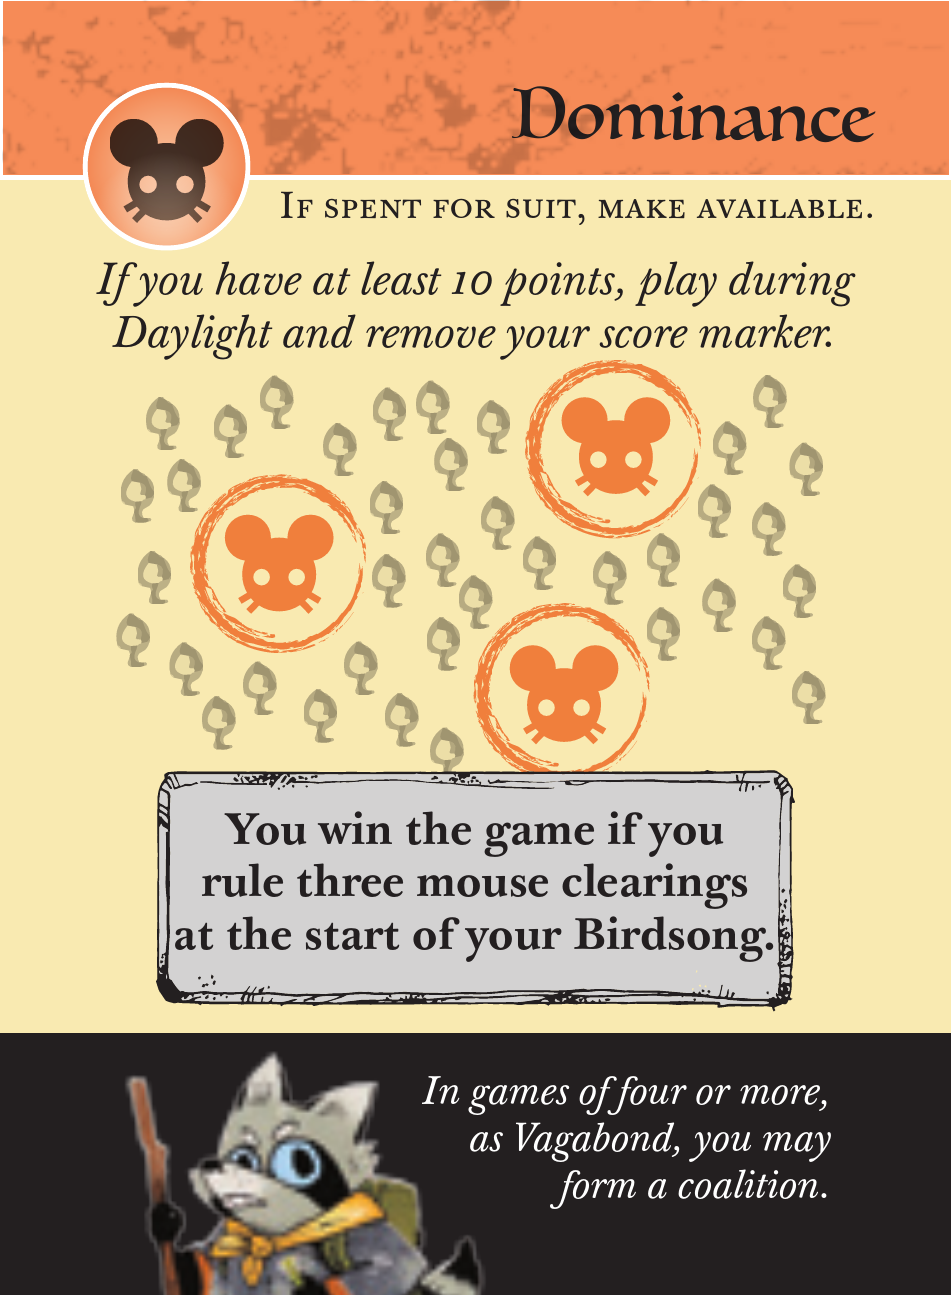 Dominance
If spent for suit, make available.
If you have at least 10 points, play during
Daylight and remove your score marker.
You win the game if you
rule three mouse clearings
at the start of your Birdsong.
In games of four or more,
as Vagabond, you may
form a coalition.